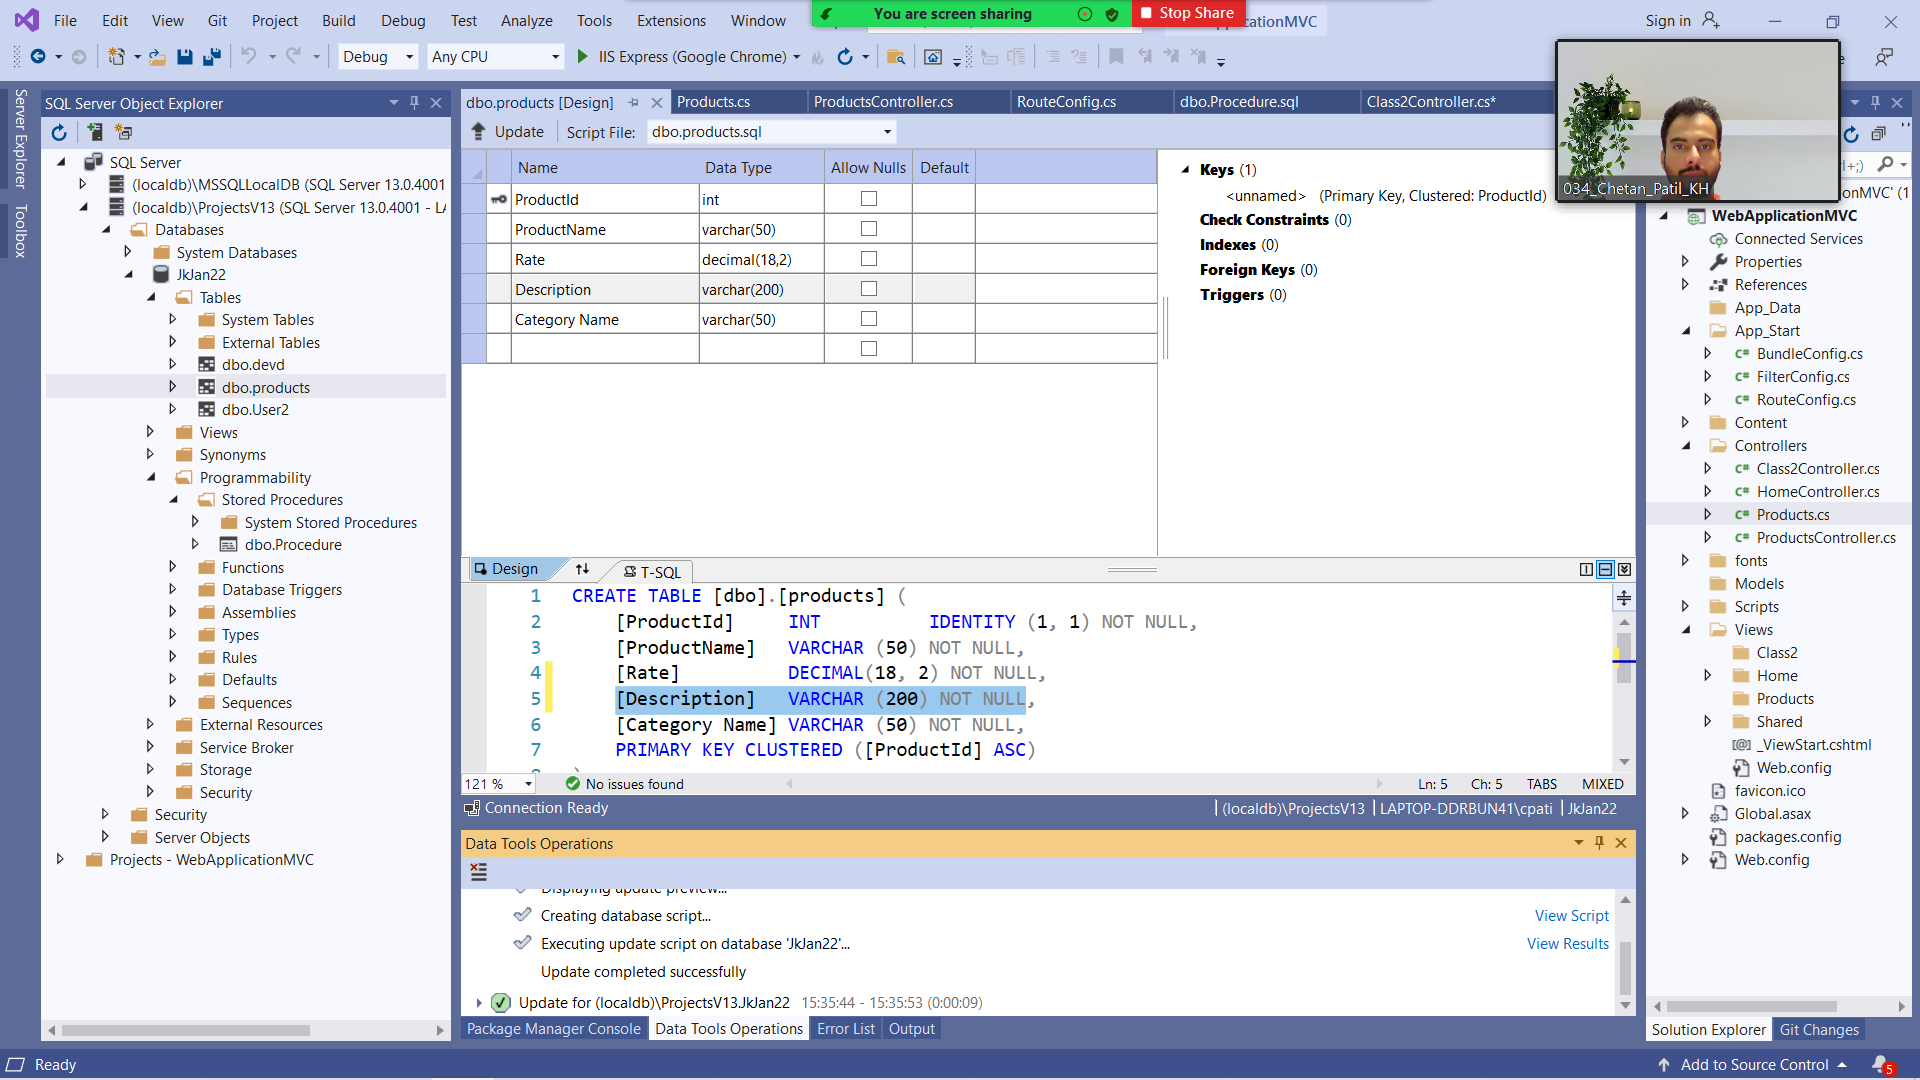 File Edit View Git Project Build Debug Test Analyze Tools Extensions Window
You are screen sharing
Stop Share
Sign in
Debug Any CPU IIS Express (Google Chrome)
Server Explorer
Toolbox
SQL Server Object Explorer
SQL Server
(localdb)\MSSQLLocalDB (SQL Server 13.0.4001
(localdb)\ProjectsV13 (SQL Server 13.0.4001 - LA
Databases
System Databases
JkJan22
Tables
System Tables
External Tables
dbo.devd
dbo.products
dbo.User2
Views
Synonyms
Programmability
Stored Procedures
System Stored Procedures
dbo.Procedure
Functions
Database Triggers
Assemblies
Types
Rules
Defaults
Sequences
External Resources
Service Broker
Storage
Security
Security
Server Objects
Projects - WebApplicationMVC
dbo.products [Design] Products.cs ProductsController.cs RouteConfig.cs dbo.Procedure.sql Class2Controller.cs*
Update Script File: dbo.products.sql
Name Data Type Allow Nulls Default
ProductId int
ProductName varchar(50)
Rate decimal(18,2)
Description varchar(200)
Category Name varchar(50)
Keys (1)
<unnamed> (Primary Key, Clustered: ProductId)
Check Constraints (0)
Indexes (0)
Foreign Keys (0)
Triggers (0)
Design T-SQL
1 CREATE TABLE [dbo].[products] (
2 [ProductId] INT IDENTITY (1, 1) NOT NULL,
3 [ProductName] VARCHAR (50) NOT NULL,
4 [Rate] DECIMAL(18, 2) NOT NULL,
5 [Description] VARCHAR (200) NOT NULL,
6 [Category Name] VARCHAR (50) NOT NULL,
7 PRIMARY KEY CLUSTERED ([ProductId] ASC)
121 % No issues found Ln: 5 Ch: 5 TABS MIXED
Connection Ready (localdb)\ProjectsV13 LAPTOP-DDRBUN41\cpati JkJan22
Data Tools Operations
Displaying update preview...
Creating database script... View Script
Executing update script on database 'JkJan22'... View Results
Update completed successfully
Update for (localdb)\ProjectsV13.JkJan22 15:35:44 - 15:35:53 (0:00:09)
Package Manager Console Data Tools Operations Error List Output
034_Chetan_Patil_KH
WebApplicationMVC
Connected Services
Properties
References
App_Data
App_Start
BundleConfig.cs
FilterConfig.cs
RouteConfig.cs
Content
Controllers
Class2Controller.cs
HomeController.cs
Products.cs
ProductsController.cs
fonts
Models
Scripts
Views
Class2
Home
Products
Shared
_ViewStart.cshtml
Web.config
favicon.ico
Global.asax
packages.config
Web.config
Solution Explorer Git Changes
Ready Add to Source Control 5